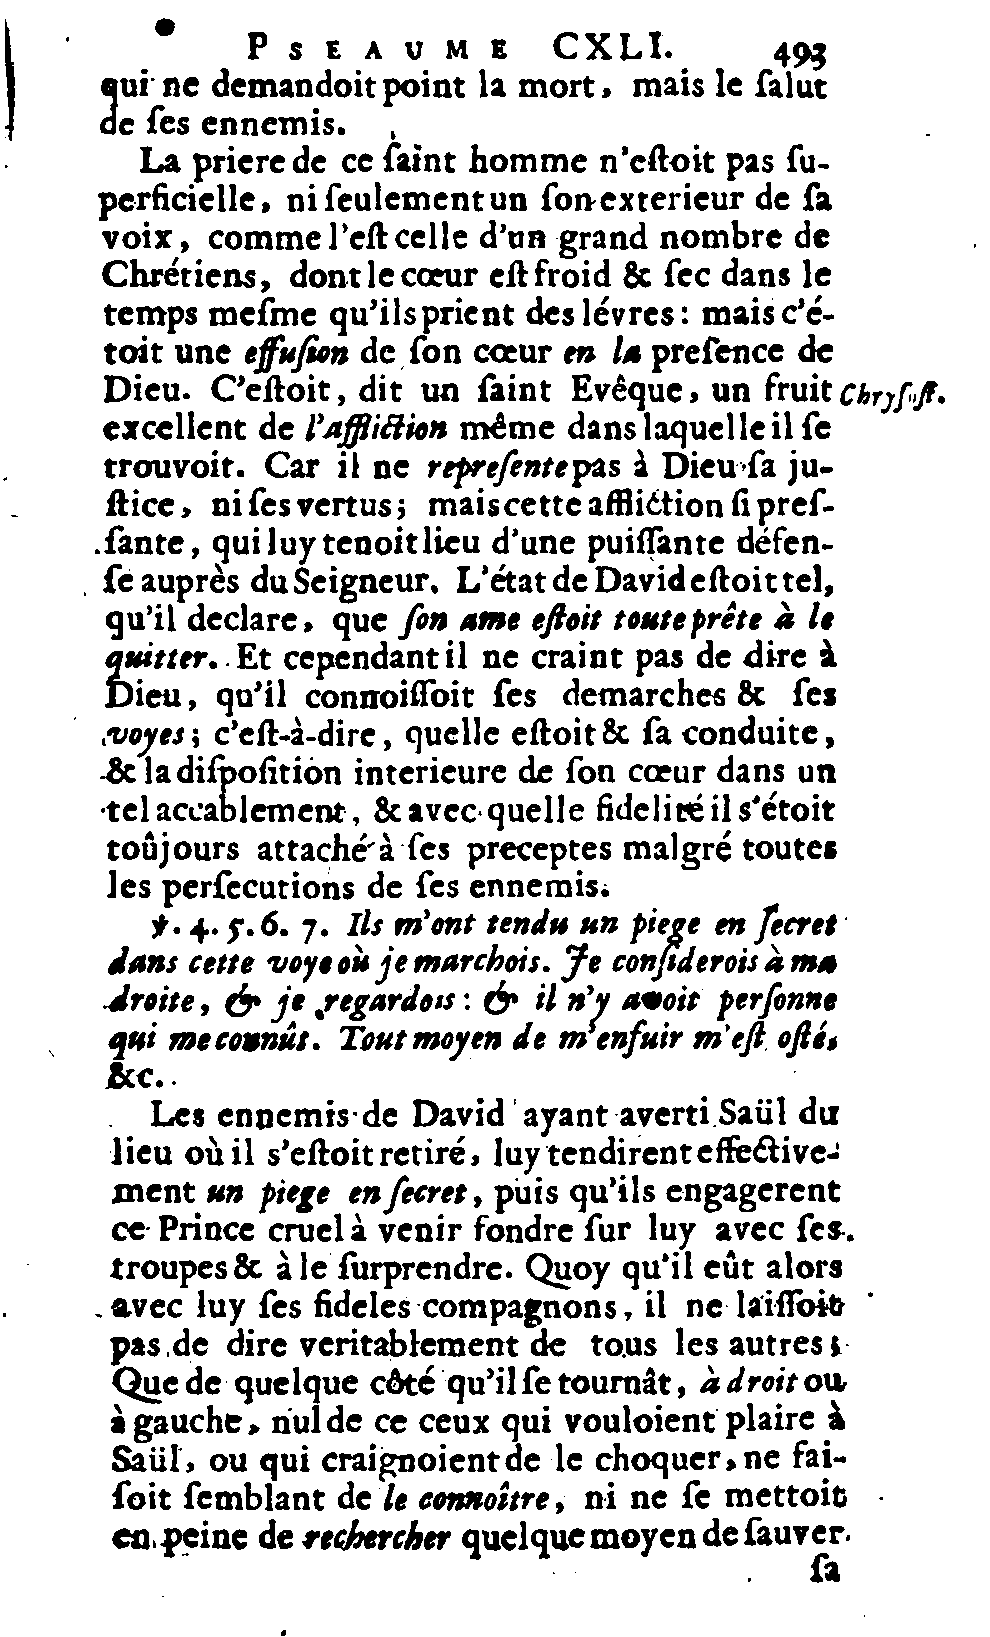 PSEAUME CXLI. 493
qui ne demandoit point la mort, mais le ſalut
de ſes ennemis.
La priere de ce ſaint homme n'eſtoit pas ſu-
perficielle, ni ſeulement un ſon exterieur de ſa
voix, comme l'eſt celle d'un grand nombre de
Chrétiens, dont le cœur eſt froid & ſec dans le
temps meſme qu'ils prient des lévres: mais c'é-
toit une effuſion de ſon cœur en la preſence de
Dieu. C'eſtoit, dit un ſaint Evêque, un fruit
Chryſoſt.
excellent de l'affliction même dans laquelle il ſe
trouvoit. Car il ne repreſente pas à Dieu ſa ju-
ſtice, ni ſes vertus; mais cette affliction ſi preſ-
ſante, qui luy tenoit lieu d'une puiſſante défen-
ſe auprès du Seigneur. L'état de David eſtoit tel,
qu'il declare, que ſon ame eſtoit toute prête à le
quitter. Et cependant il ne craint pas de dire à
Dieu, qu'il connoiſſoit ſes demarches & ſes
voyes; c'eſt-à-dire, quelle eſtoit & ſa conduite,
& la diſpoſition interieure de ſon cœur dans un
tel accablement, & avec quelle fidelité il s'étoit
toûjours attaché à ſes preceptes malgré toutes
les perſecutions de ſes ennemis.
℣. 4. 5. 6. 7. Ils m'ont tendu un piege en ſecret
dans cette voye où je marchois. Je conſiderois à ma
droite, & je regardois: & il n'y avoit perſonne
qui me connût. Tout moyen de m'enfuir m'eſt oſté,
&c.
Les ennemis de David ayant averti Saül du
lieu où il s'eſtoit retiré, luy tendirent effective-
ment un piege en ſecret, puis qu'ils engagerent
ce Prince cruel à venir fondre ſur luy avec ſes
troupes & à le ſurprendre. Quoy qu'il eût alors
avec luy ſes fideles compagnons, il ne laiſſoit
pas de dire veritablement de tous les autres;
Que de quelque côté qu'il ſe tournât, à droit ou
à gauche, nul de ce ceux qui vouloient plaire à
Saül, ou qui craignoient de le choquer, ne fai-
ſoit ſemblant de le connoître, ni ne ſe mettoit
en peine de rechercher quelque moyen de ſauver
ſa